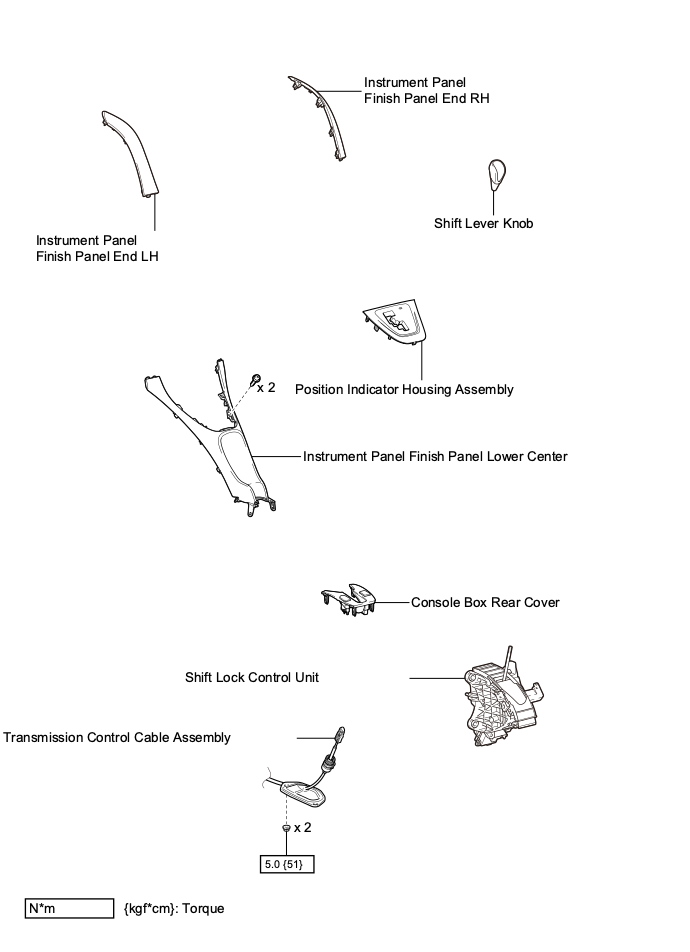 Instrument Panel
Finish Panel End RH
Shift Lever Knob
Instrument Panel
Finish Panel End LH
x 2
Position Indicator Housing Assembly
Instrument Panel Finish Panel Lower Center
Console Box Rear Cover
Shift Lock Control Unit
Transmission Control Cable Assembly
x 2
5.0 {51}
N*m {kgf*cm}: Torque